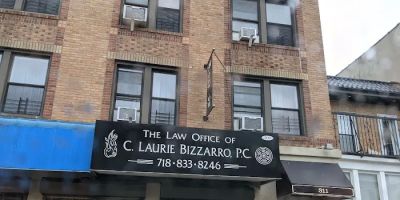 THE LAW OFFICE OF
C. LAURIE BIZZARRO, P.C.
718-833-8246
811